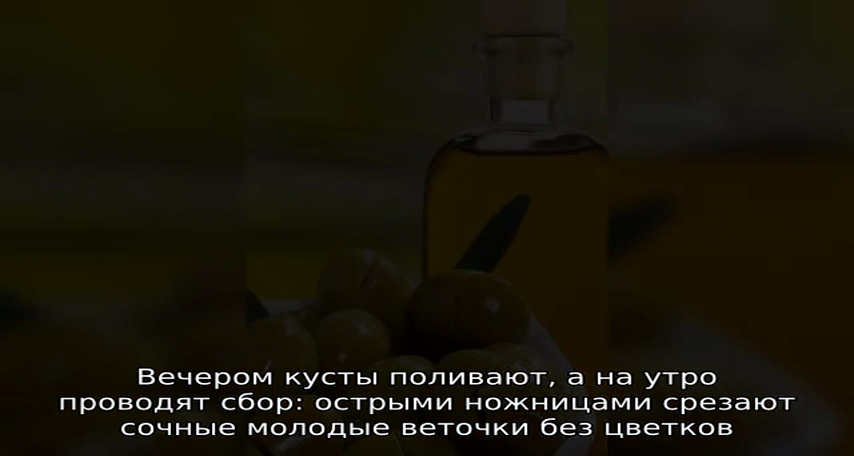 Вечером кусты поливают, а на утро
проводят сбор: острыми ножницами срезают
сочные молодые веточки без цветков